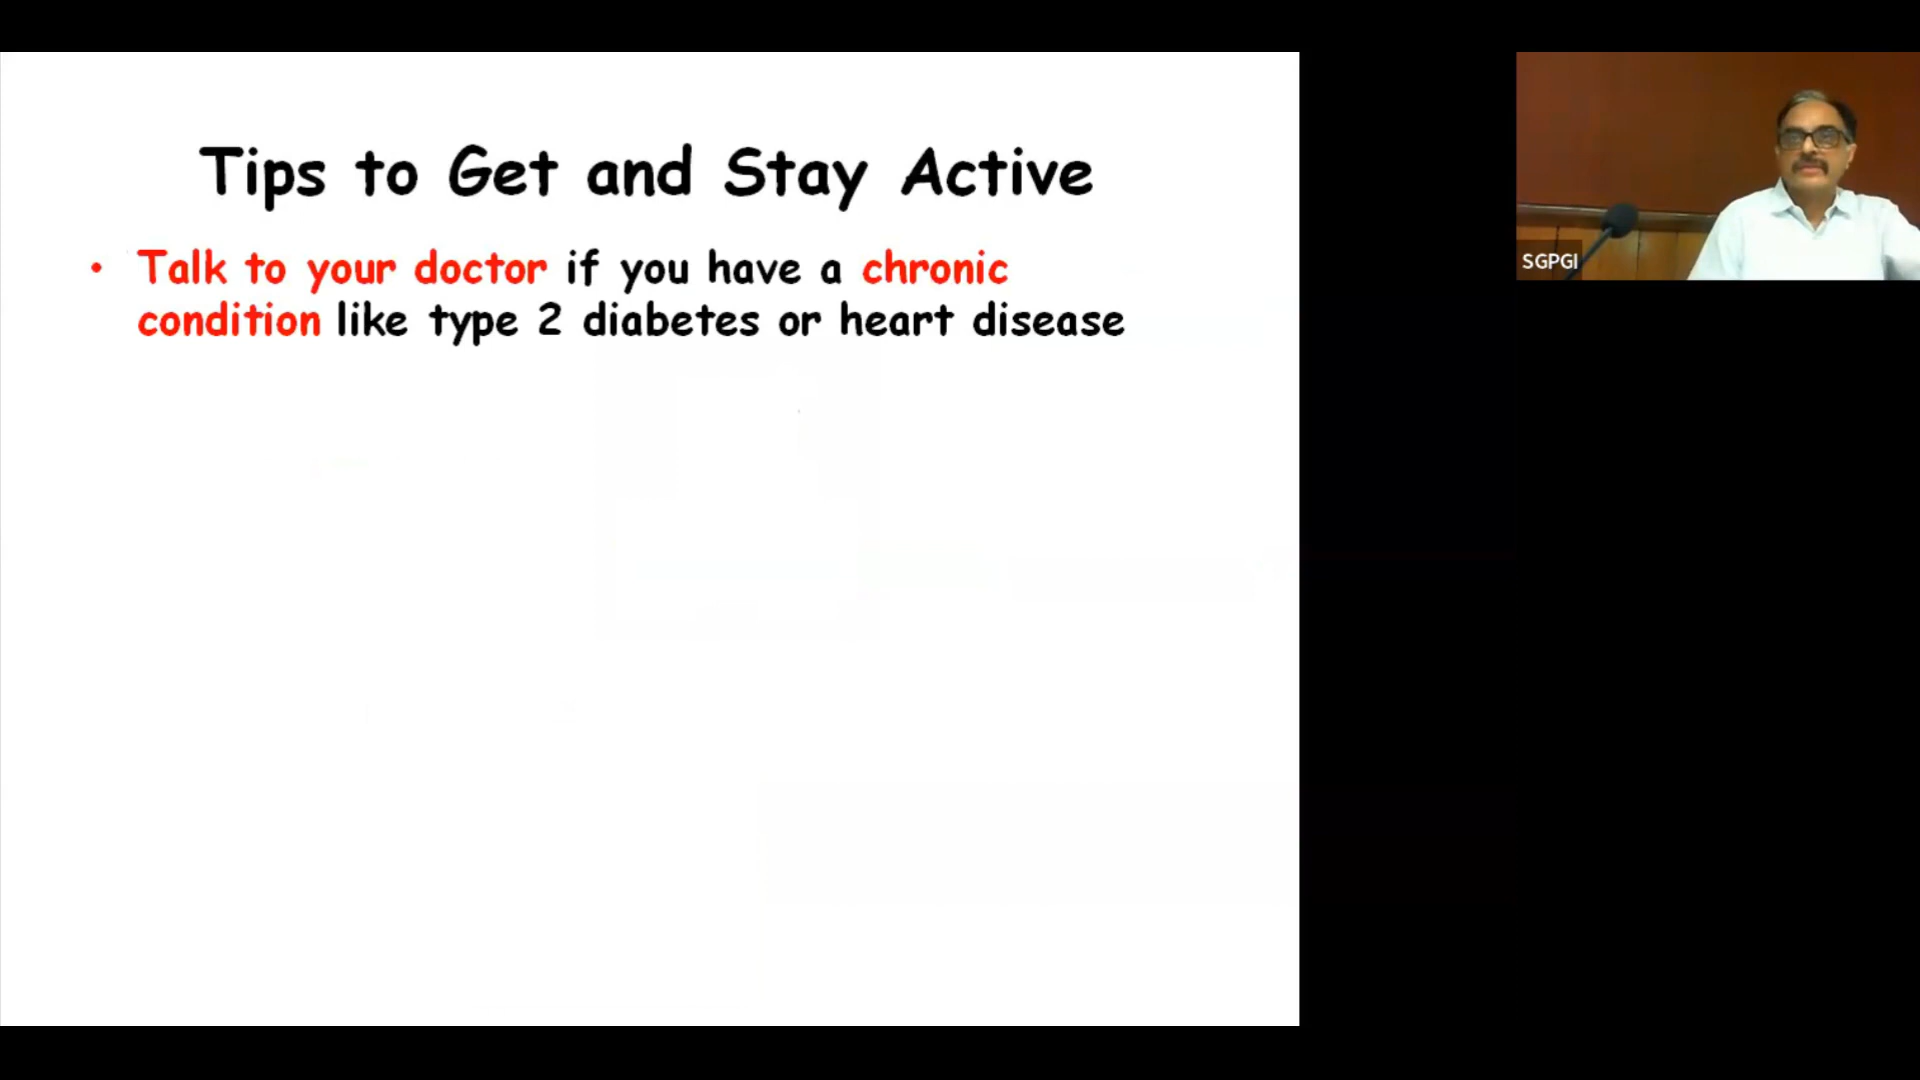 Tips to Get and Stay Active
• Talk to your doctor if you have a chronic
condition like type 2 diabetes or heart disease
SGPGI